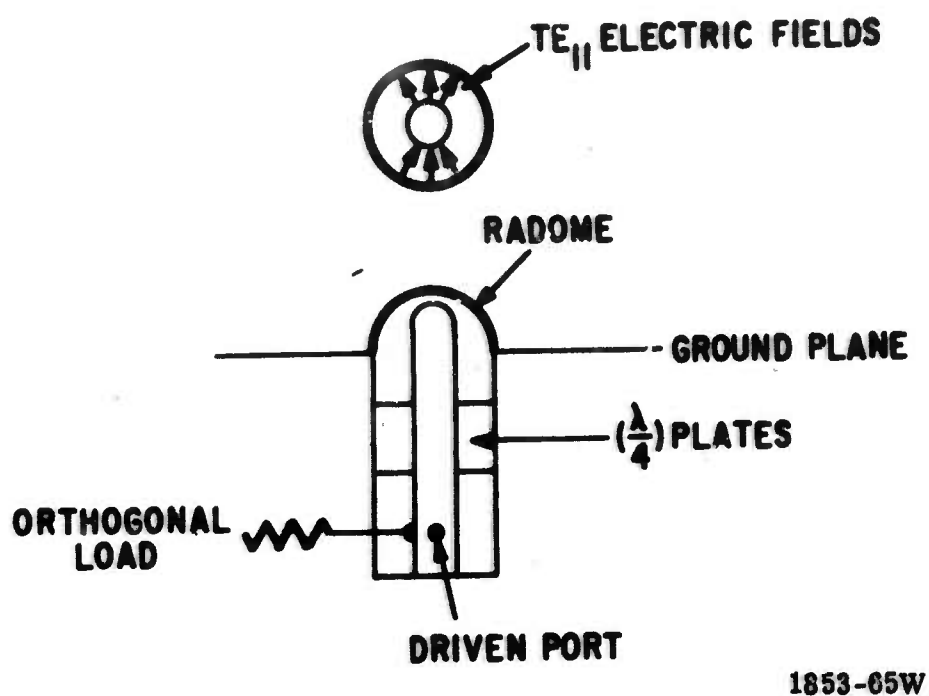 TE11 ELECTRIC FIELDS
RADOME
GROUND PLANE
(λ/4) PLATES
ORTHOGONAL
LOAD
DRIVEN PORT
1853-65W